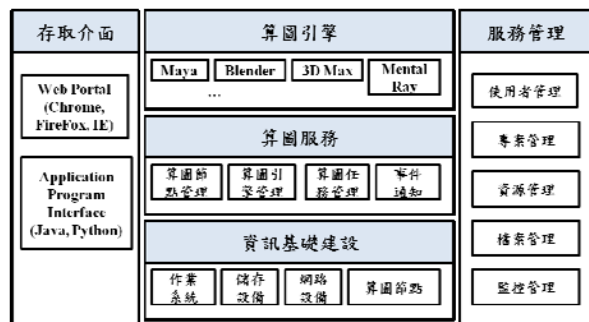 存取介面
Web Portal
(Chrome,
FireFox, IE)
Application
Program
Interface
(Java, Python)
算圖引擎
Maya
Blender
3D Max
Mental
Ray
...
算圖服務
算圖節
點管理
算圖引
擎管理
算圖任
務管理
事件
通知
資訊基礎建設
作業
系統
儲存
設備
網路
設備
算圖節點
服務管理
使用者管理
專案管理
資源管理
檔案管理
監控管理